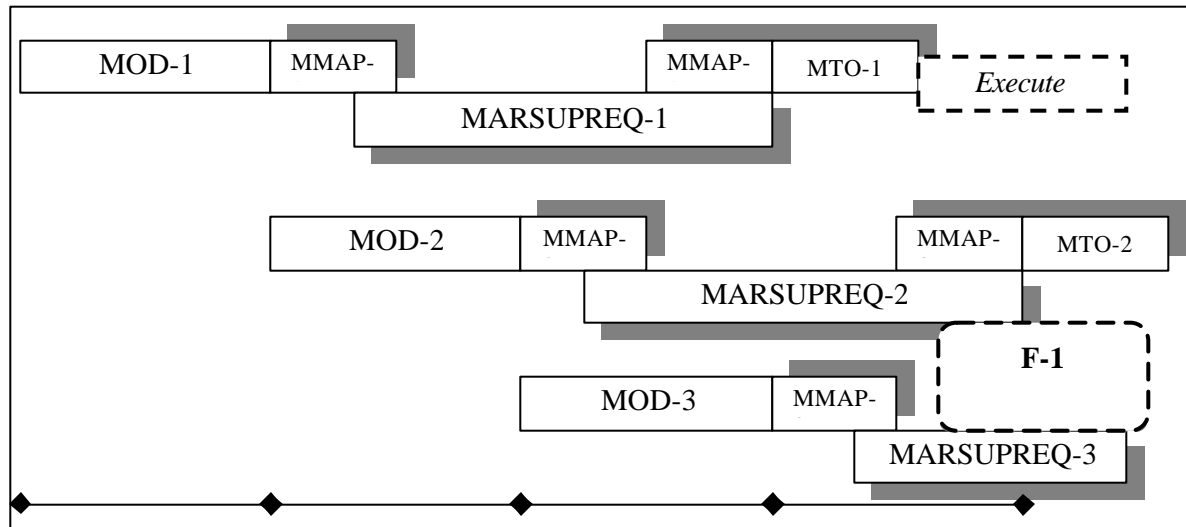 MOD-1 MMAP- MMAP- MTO-1
Execute
MARSUPREQ-1
MOD-2 MMAP- MMAP- MTO-2
MARSUPREQ-2
F-1
MOD-3 MMAP-
MARSUPREQ-3